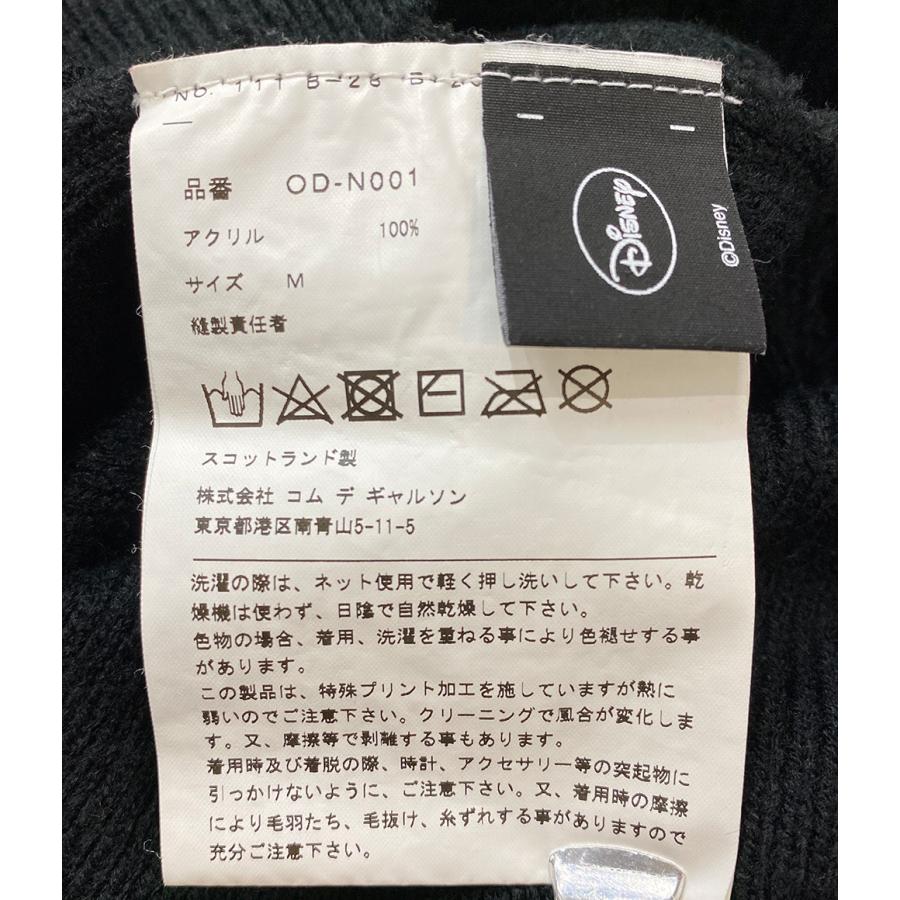 No. 111 B-28 B-28
品番 OD-N001
アクリル 100%
サイズ M
縫製責任者
スコットランド製
株式会社 コム デ ギャルソン
東京都港区南青山5-11-5
洗濯の際は、ネット使用で軽く押し洗いして下さい。乾
燥機は使わず、日陰で自然乾燥して下さい。
色物の場合、着用、洗濯を重ねる事により色褪せする事
があります。
この製品は、特殊プリント加工を施していますが熱に
弱いのでご注意下さい。クリーニングで風合が変化しま
す。又、摩擦等で剥離する事もあります。
着用時及び着脱の際、時計、アクセサリー等の突起物に
引っかけないように、ご注意下さい。又、着用時の摩擦
により毛羽たち、毛抜け、糸ずれする事がありますので
充分ご注意下さい。
Disney
©Disney